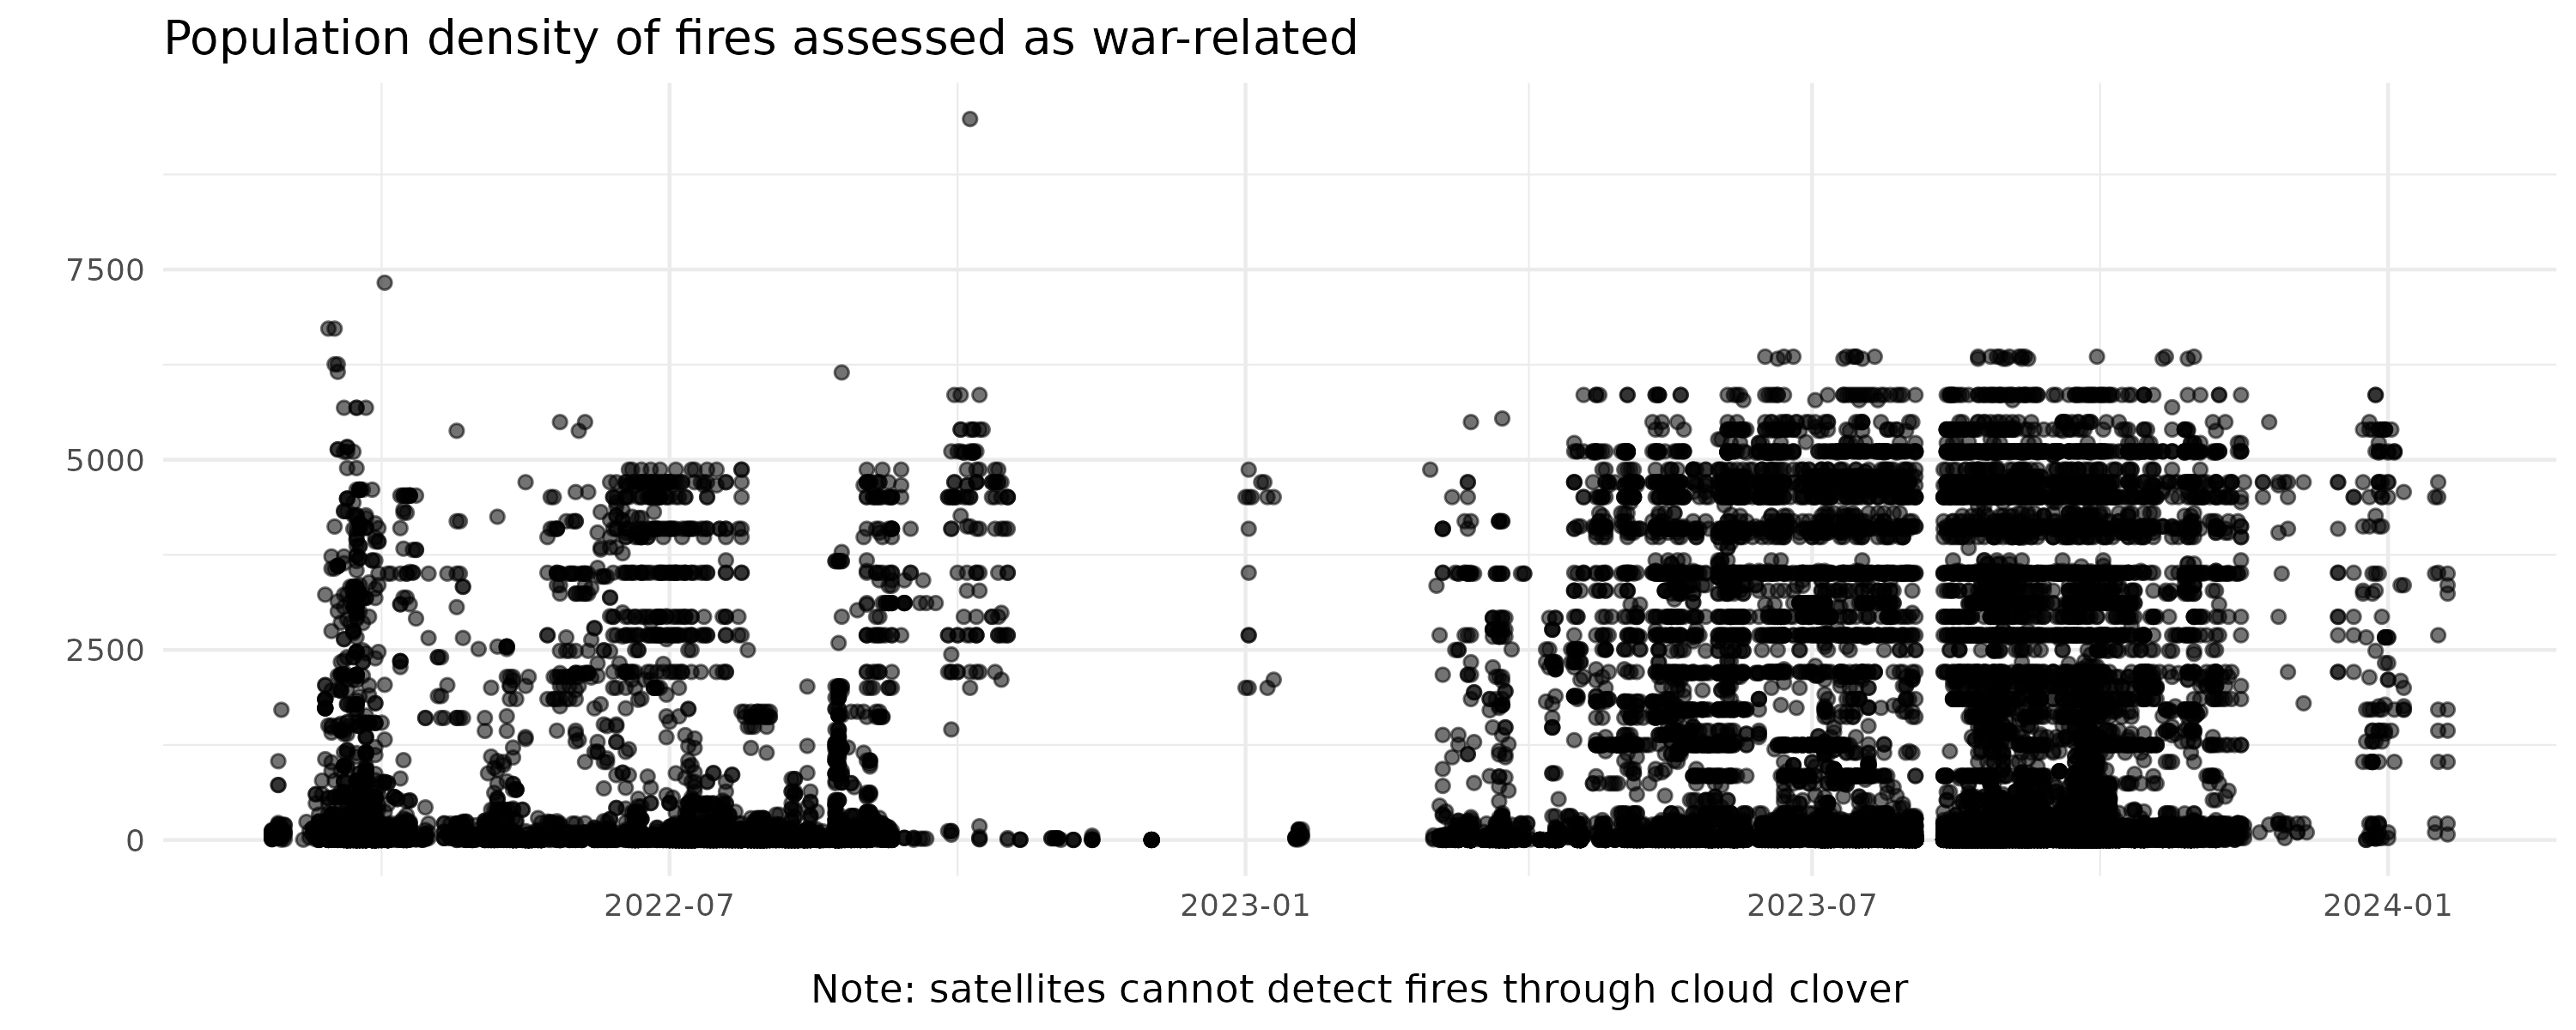 Population density of fires assessed as war-related
7500
5000
2500
0
2022-07 2023-01 2023-07 2024-01
Note: satellites cannot detect fires through cloud clover